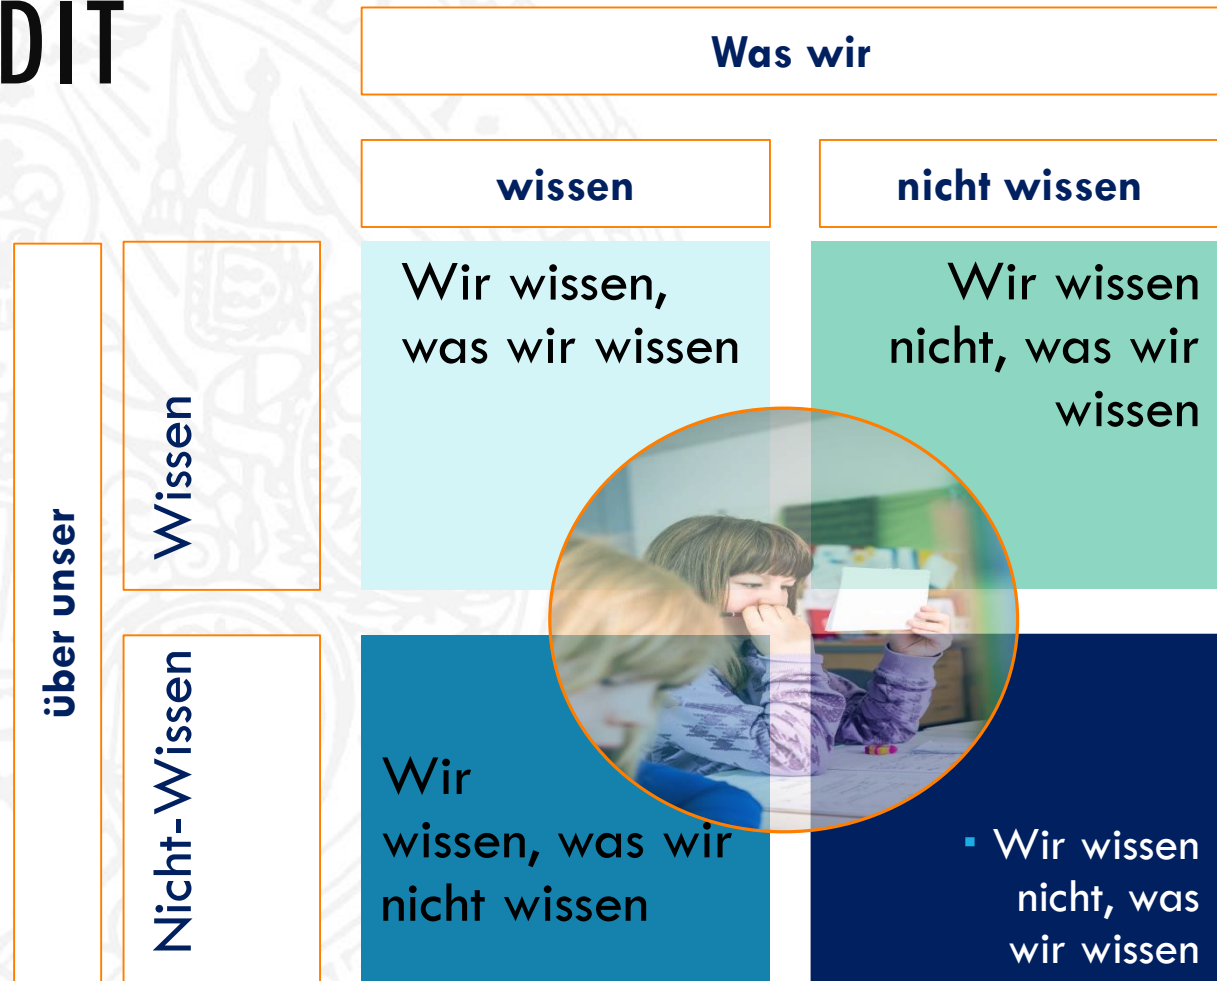 DIT
Was wir
wissen
nicht wissen
über unser
Wissen
Nicht-Wissen
Wir wissen,
was wir wissen
Wir wissen
nicht, was wir
wissen
Wir
wissen, was wir
nicht wissen
▪ Wir wissen
nicht, was
wir wissen